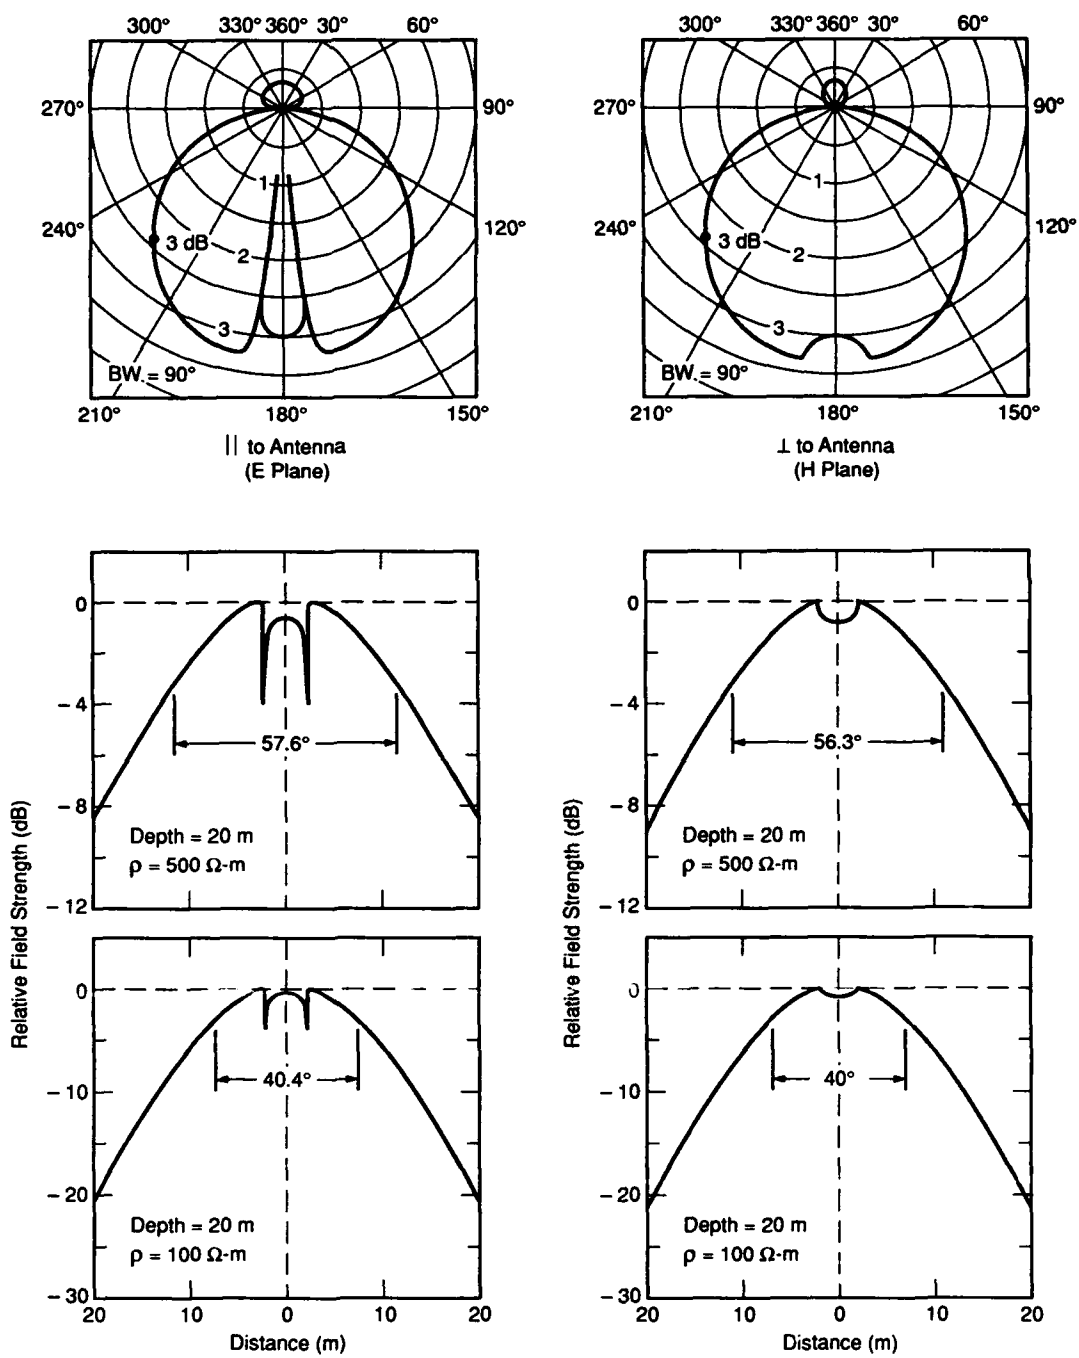 300° 330° 360° 30° 60°
270° 90°
240° 120°
1
3 dB 2
3
BW. = 90°
210° 180° 150°
|| to Antenna
(E Plane)
300° 330° 360° 30° 60°
270° 90°
240° 120°
1
3 dB 2
3
BW. = 90°
210° 180° 150°
⊥ to Antenna
(H Plane)
Relative Field Strength (dB)
0
– 4
– 8
– 12
57.6°
Depth = 20 m
ρ = 500 Ω-m
0
– 10
– 20
– 30
40.4°
Depth = 20 m
ρ = 100 Ω-m
20 10 0 10 20
Distance (m)
Relative Field Strength (dB)
0
– 4
– 8
– 12
56.3°
Depth = 20 m
ρ = 500 Ω-m
0
– 10
– 20
– 30
40°
Depth = 20 m
ρ = 100 Ω-m
20 10 0 10 20
Distance (m)